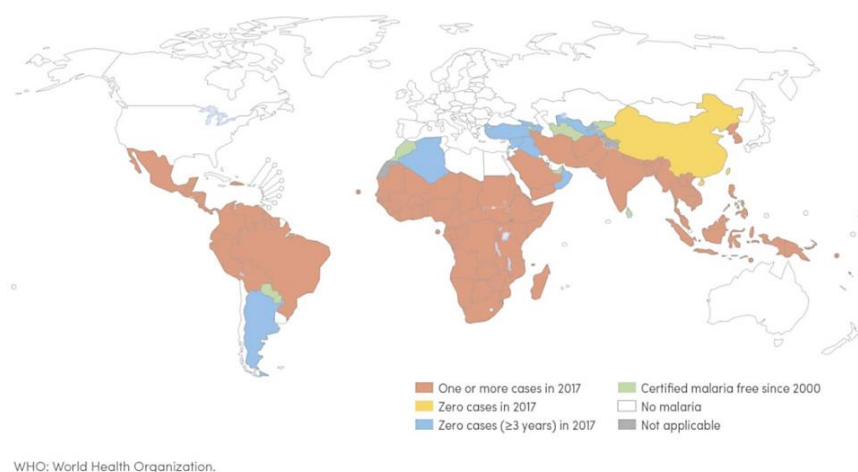 One or more cases in 2017
Zero cases in 2017
Zero cases (≥3 years) in 2017
Certified malaria free since 2000
No malaria
Not applicable
WHO: World Health Organization.